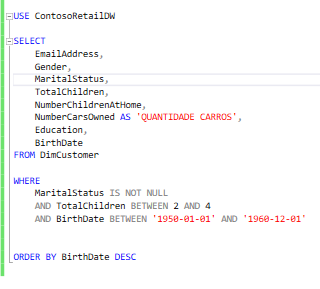 USE ContosoRetailDW
SELECT
EmailAddress,
Gender,
MaritalStatus,
TotalChildren,
NumberChildrenAtHome,
NumberCarsOwned AS 'QUANTIDADE CARROS',
Education,
BirthDate
FROM DimCustomer
WHERE
MaritalStatus IS NOT NULL
AND TotalChildren BETWEEN 2 AND 4
AND BirthDate BETWEEN '1950-01-01' AND '1960-12-01'
ORDER BY BirthDate DESC